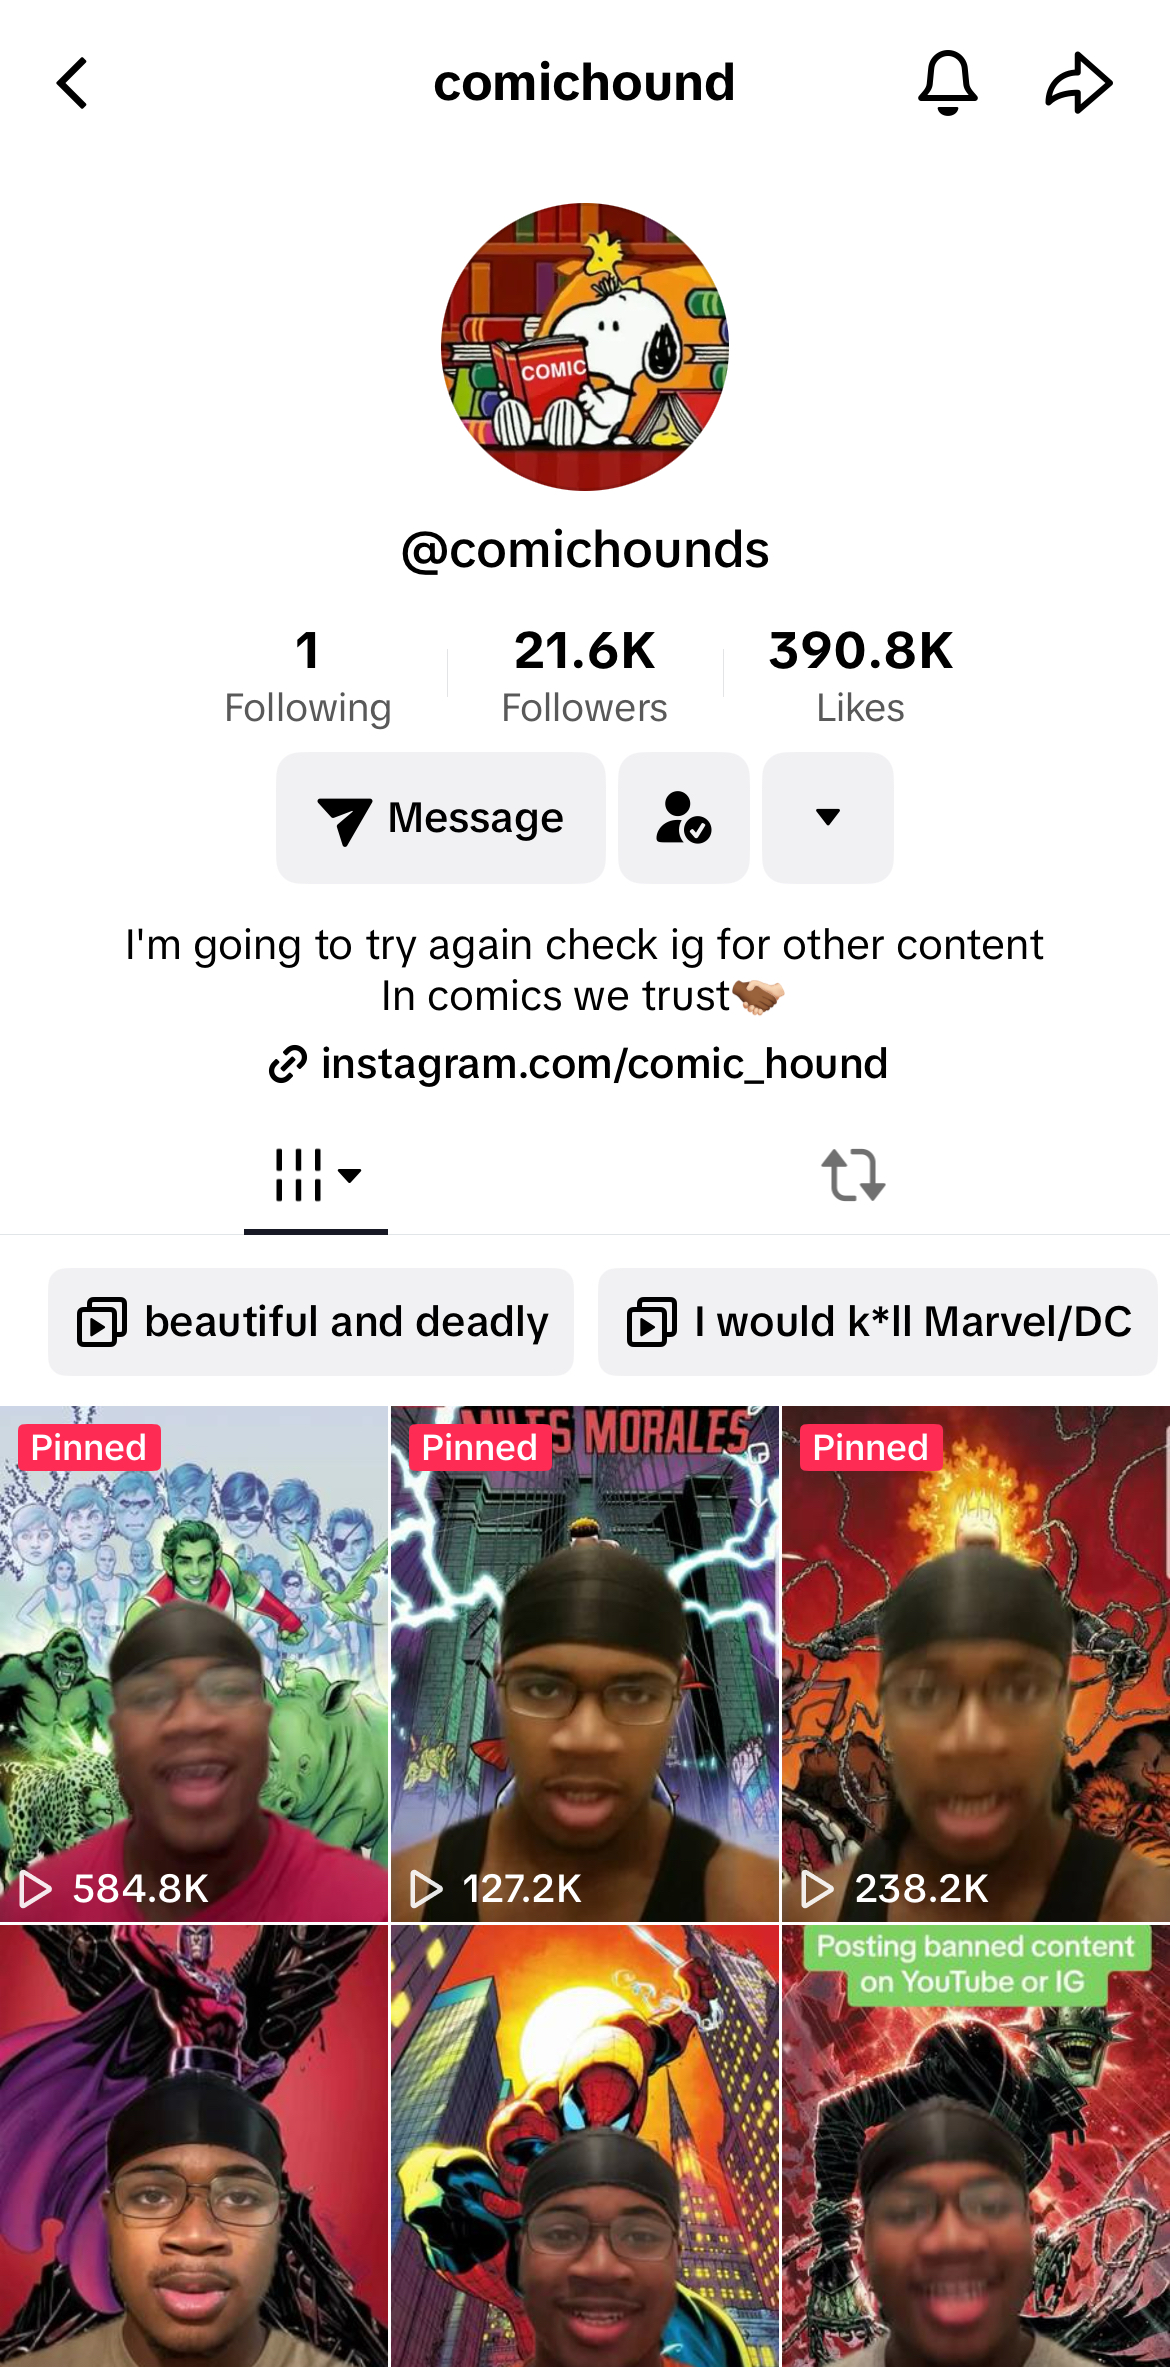 comichound
COMIC
@comichounds
1 21.6K 390.8K
Following Followers Likes
Message
I'm going to try again check ig for other content
In comics we trust🤝🏾
instagram.com/comic_hound
beautiful and deadly I would k*ll Marvel/DC
Pinned
584.8K
MILES MORALES
Pinned
127.2K
Pinned
238.2K
Posting banned content
on YouTube or IG